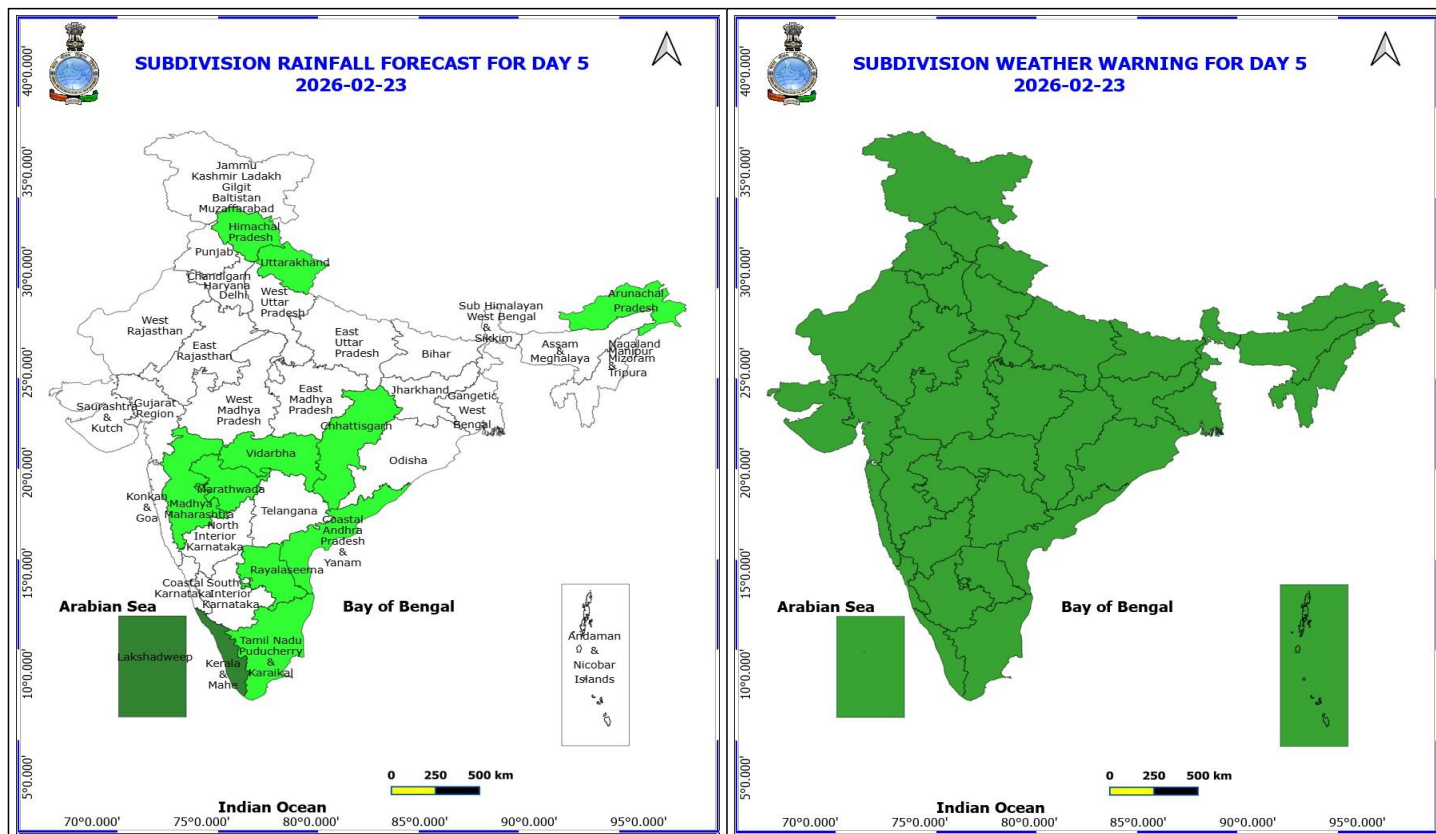 SUBDIVISION RAINFALL FORECAST FOR DAY 5
2026-02-23
40°0.000'
35°0.000'
30°0.000'
25°0.000'
20°0.000'
15°0.000'
10°0.000'
5°0.000'
Jammu
Kashmir Ladakh
Gilgit
Baltistan
Muzaffarabad
Himachal
Pradesh
Punjab
Uttarakhand
Chandigarh
Haryana
Delhi
West
Uttar
Pradesh
Arunachal
Pradesh
Sub Himalayan
West Bengal
&
Sikkim
West
Rajasthan
East
Rajasthan
East
Uttar
Pradesh
Bihar
Assam
&
Meghalaya
Nagaland
Manipur
Mizoram
&
Tripura
Saurashtra
&
Kutch
Gujarat
Region
West
Madhya
Pradesh
East
Madhya
Pradesh
Jharkhand
Gangetic
West
Bengal
Chhattisgarh
Vidarbha
Odisha
Marathwada
Konkan
&
Goa
Madhya
Maharashtra
Telangana
North
Interior
Karnataka
Coastal
Andhra
Pradesh
&
Yanam
Rayalaseema
Coastal
Karnataka
South
Interior
Karnataka
Arabian Sea
Bay of Bengal
Lakshadweep
Kerala
&
Mahe
Tamil Nadu
Puducherry
&
Karaikal
Andaman
&
Nicobar
Islands
0 250 500 km
Indian Ocean
70°0.000' 75°0.000' 80°0.000' 85°0.000' 90°0.000' 95°0.000'
SUBDIVISION WEATHER WARNING FOR DAY 5
2026-02-23
40°0.000'
35°0.000'
30°0.000'
25°0.000'
20°0.000'
15°0.000'
10°0.000'
5°0.000'
Arabian Sea
Bay of Bengal
0 250 500 km
Indian Ocean
70°0.000' 75°0.000' 80°0.000' 85°0.000' 90°0.000' 95°0.000'